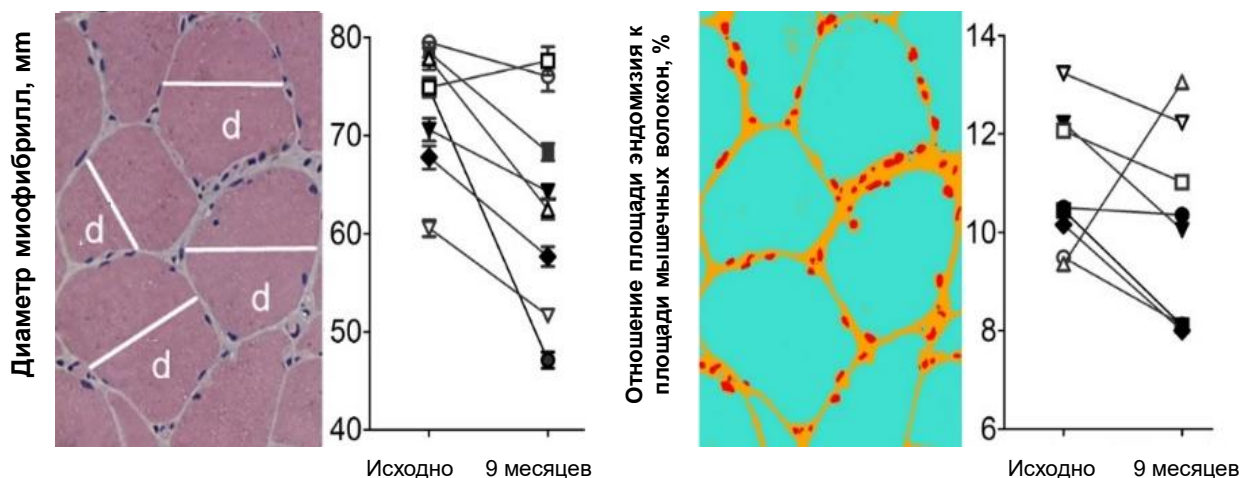 Диаметр миофибрилл, мm
d
d
d
d
80
70
60
50
40
Исходно 9 месяцев
Отношение площади эндомизия к
площади мышечных волокон, %
14
12
10
8
6
Исходно 9 месяцев